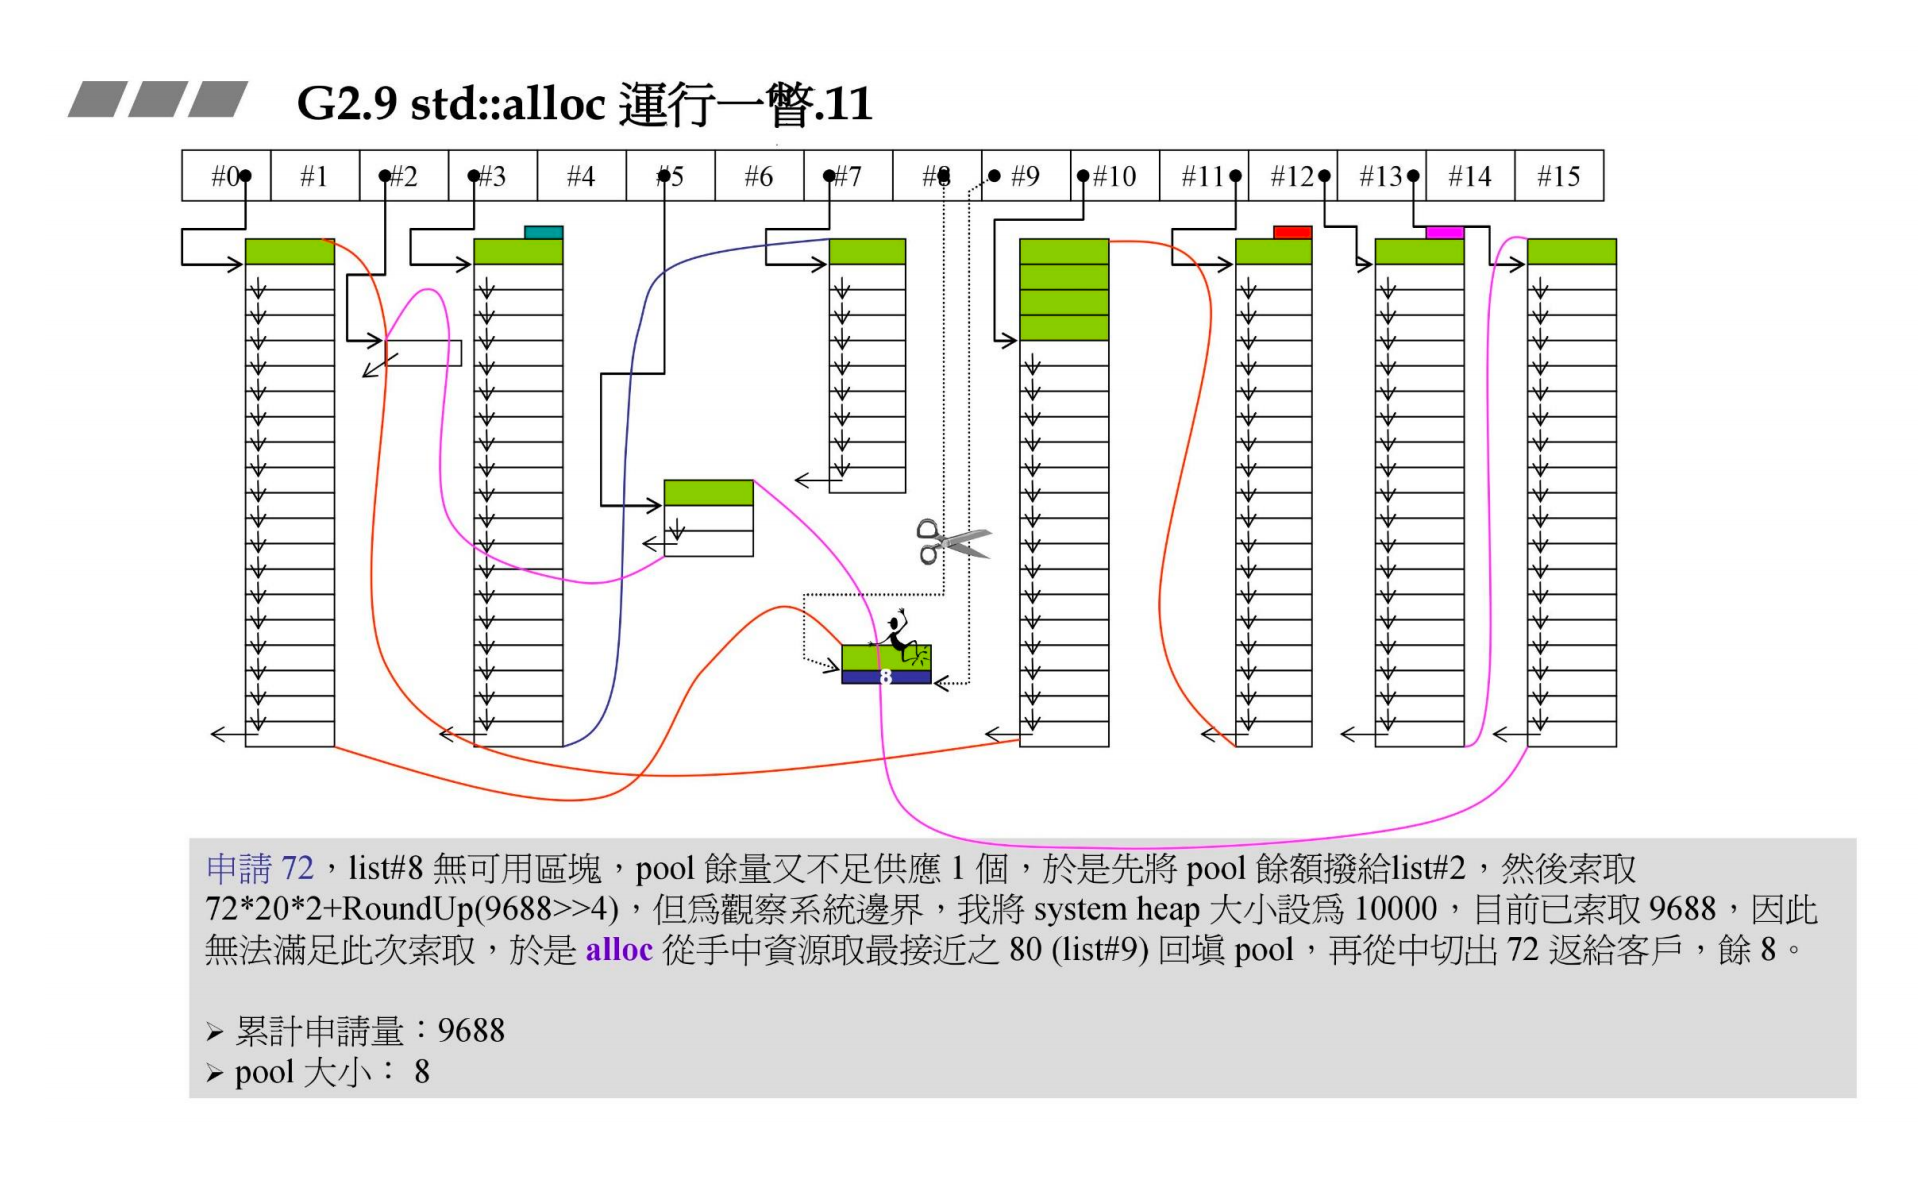 G2.9 std::alloc 運行一瞥.11
#0 #1 #2 #3 #4 #5 #6 #7 #8 #9 #10 #11 #12 #13 #14 #15
8
申請 72，list#8 無可用區塊，pool 餘量又不足供應 1 個，於是先將 pool 餘額撥給list#2，然後索取
72*20*2+RoundUp(9688>>4)，但為觀察系統邊界，我將 system heap 大小設為 10000，目前已索取 9688，因此
無法滿足此次索取，於是 alloc 從手中資源取最接近之 80 (list#9) 回填 pool，再從中切出 72 返給客戶，餘 8。
➢ 累計申請量：9688
➢ pool 大小： 8